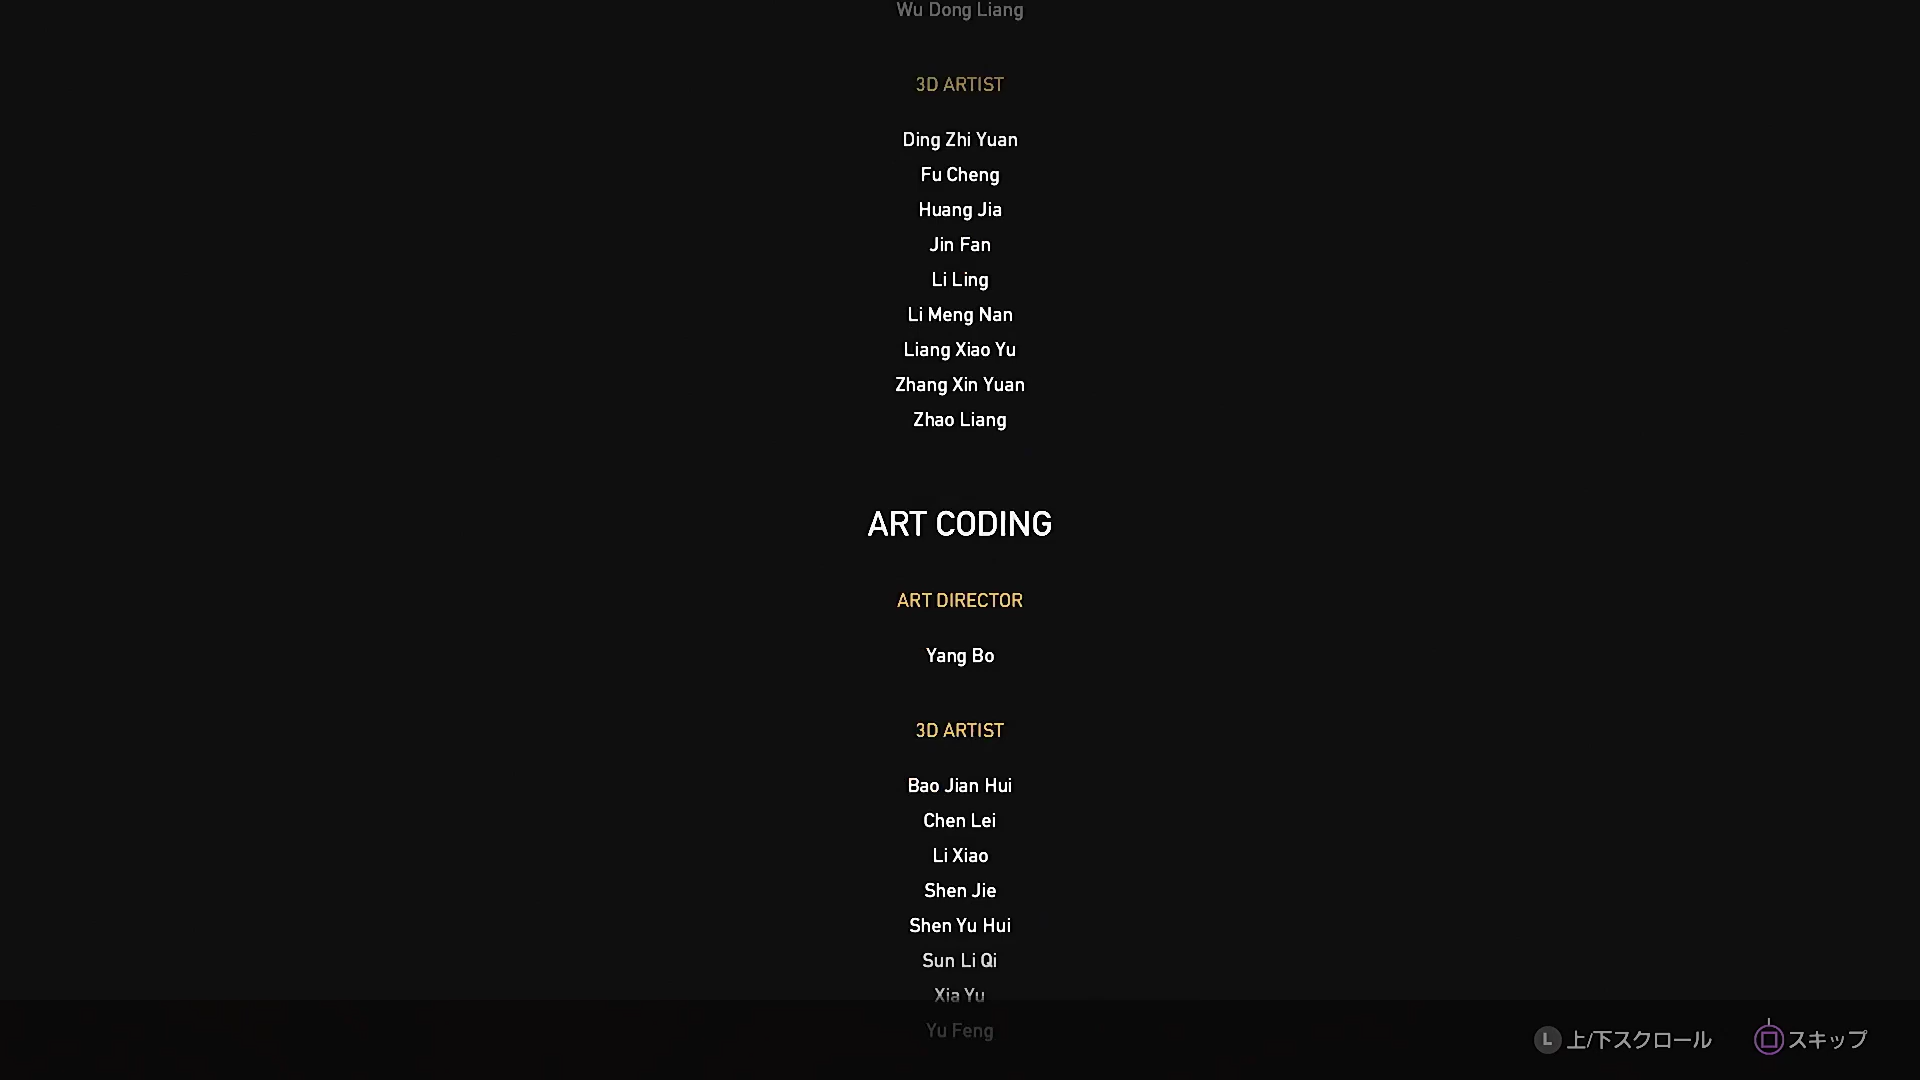 Wu Dong Liang
3D ARTIST
Ding Zhi Yuan
Fu Cheng
Huang Jia
Jin Fan
Li Ling
Li Meng Nan
Liang Xiao Yu
Zhang Xin Yuan
Zhao Liang
ART CODING
ART DIRECTOR
Yang Bo
3D ARTIST
Bao Jian Hui
Chen Lei
Li Xiao
Shen Jie
Shen Yu Hui
Sun Li Qi
Xia Yu
Yu Feng
L 上/下スクロール スキップ